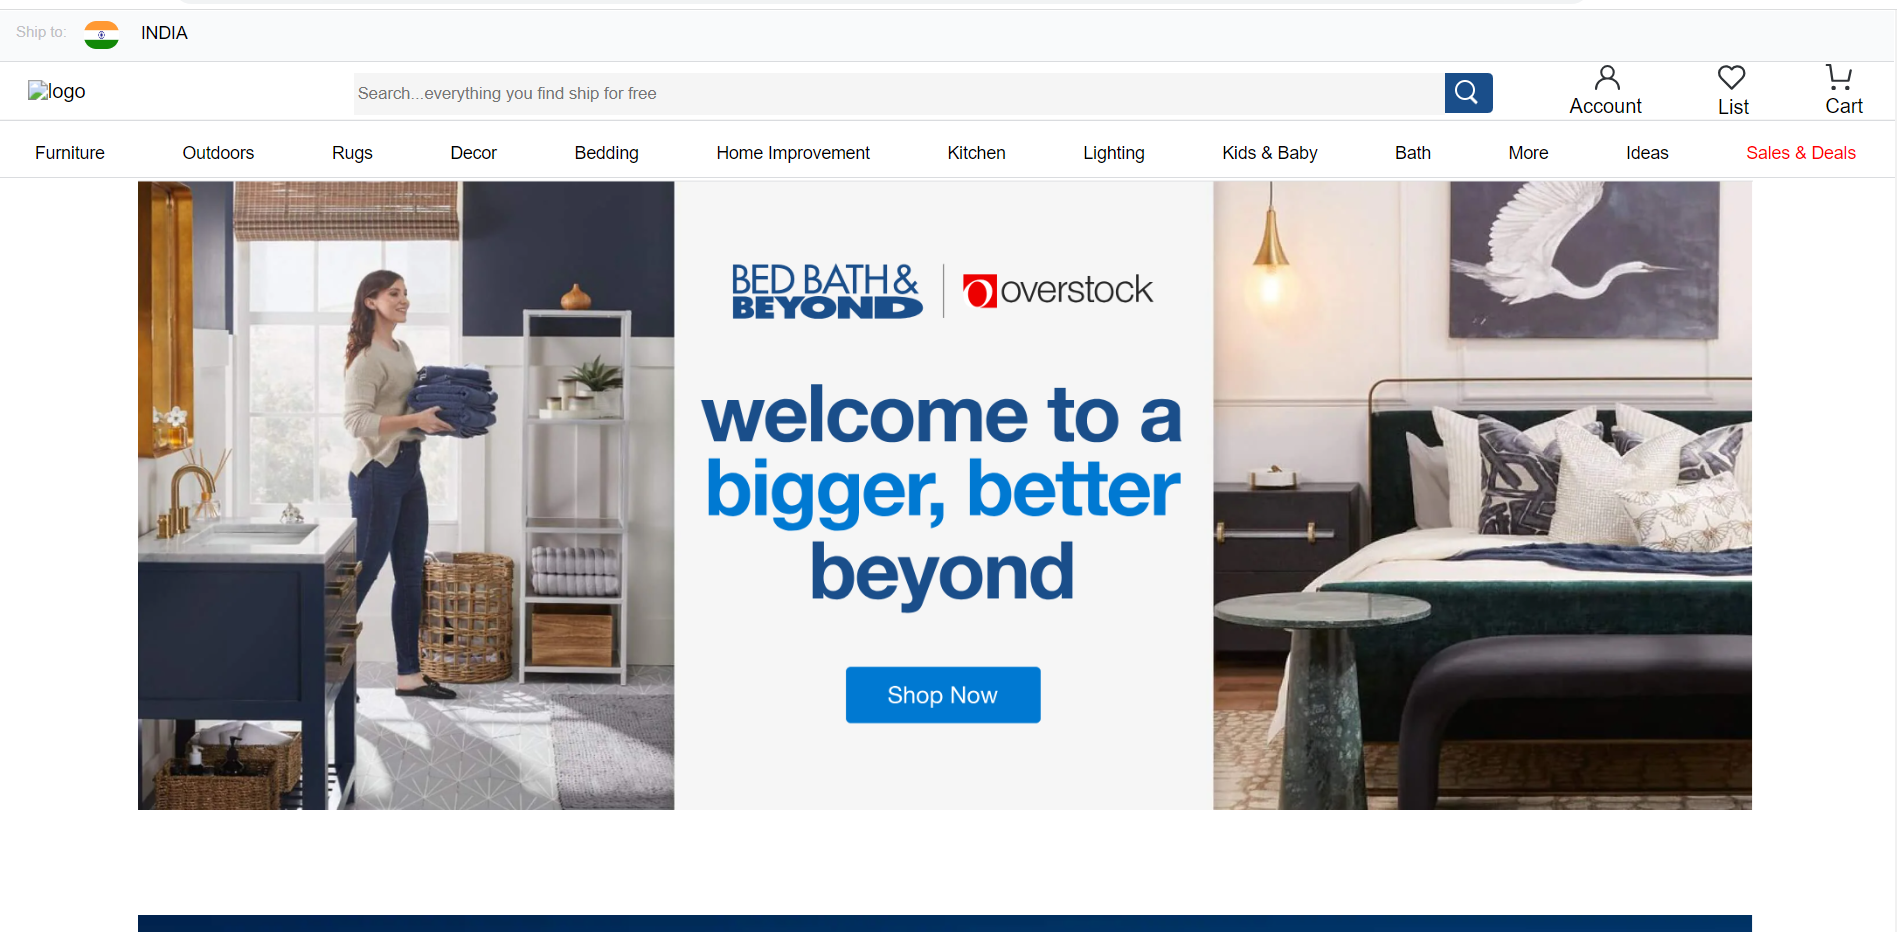 Ship to: INDIA
logo
Search...everything you find ship for free
Account List Cart
Furniture Outdoors Rugs Decor Bedding Home Improvement Kitchen Lighting Kids & Baby Bath More Ideas Sales & Deals
BED BATH &
BEYOND
overstock
welcome to a
bigger, better
beyond
Shop Now